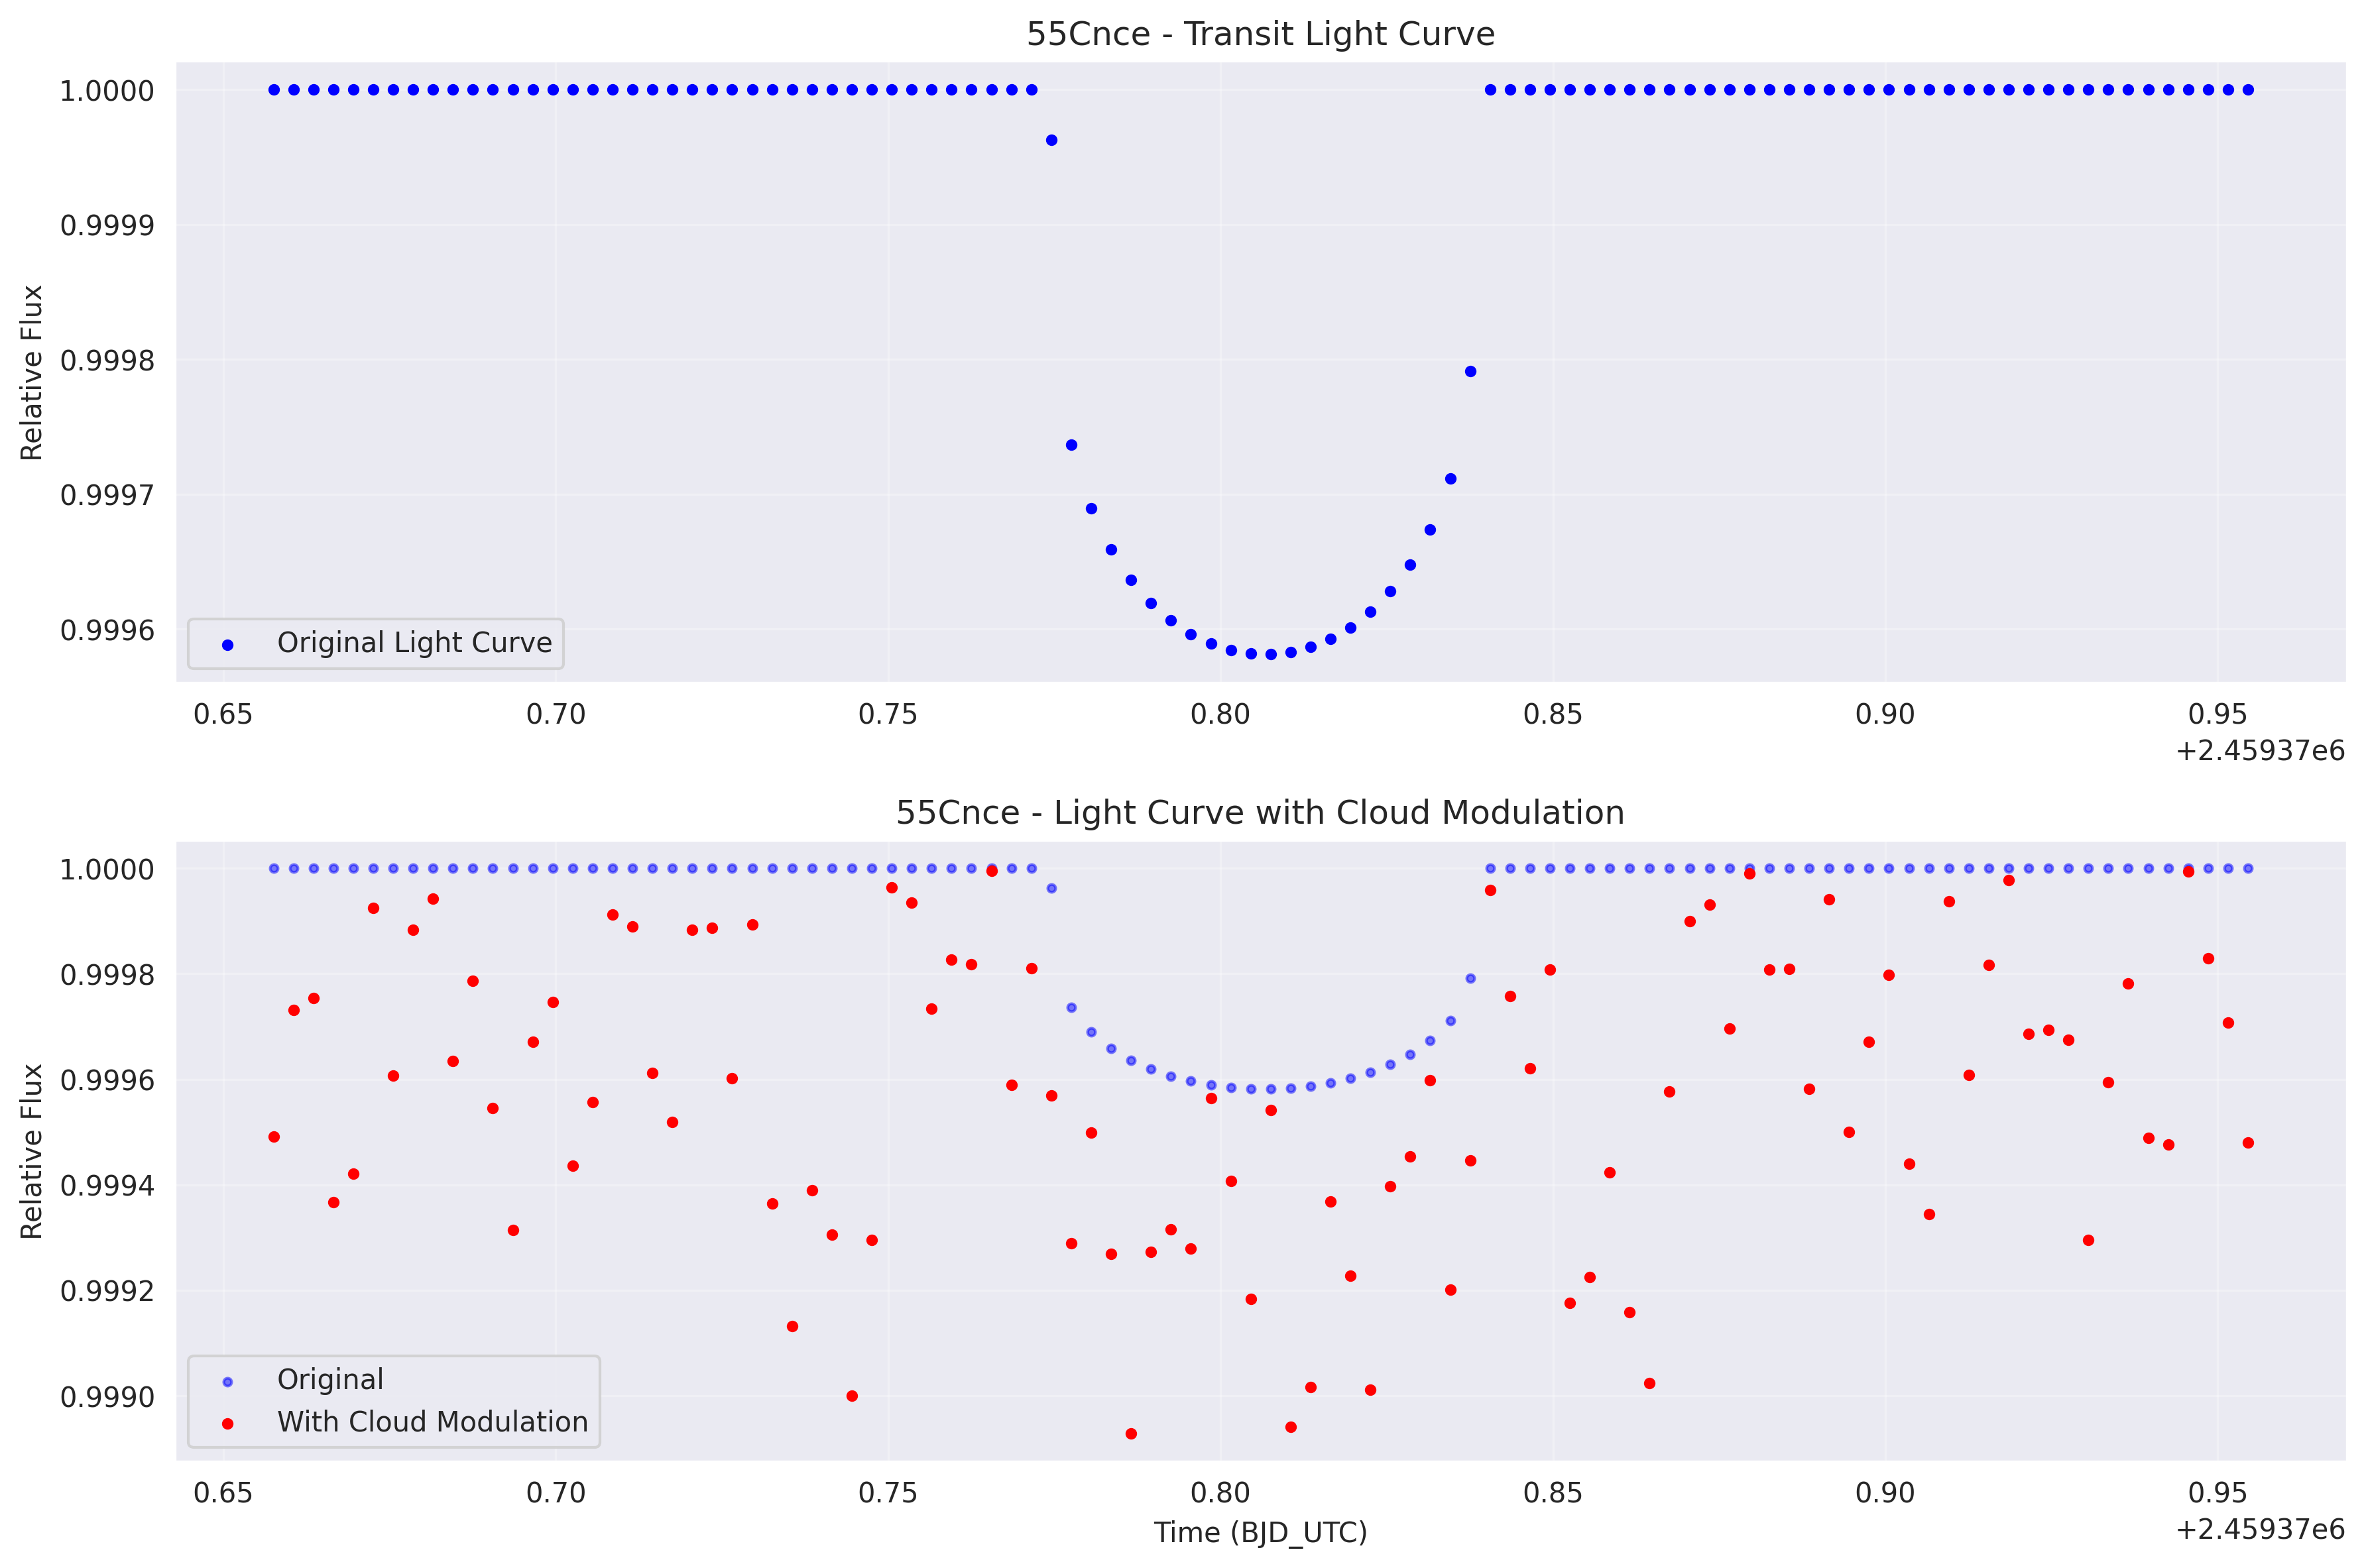 55Cnce - Transit Light Curve
Relative Flux
1.0000
0.9999
0.9998
0.9997
0.9996
Original Light Curve
0.65 0.70 0.75 0.80 0.85 0.90 0.95
+2.45937e6
55Cnce - Light Curve with Cloud Modulation
Relative Flux
1.0000
0.9998
0.9996
0.9994
0.9992
0.9990
Original
With Cloud Modulation
0.65 0.70 0.75 0.80 0.85 0.90 0.95
Time (BJD_UTC)
+2.45937e6